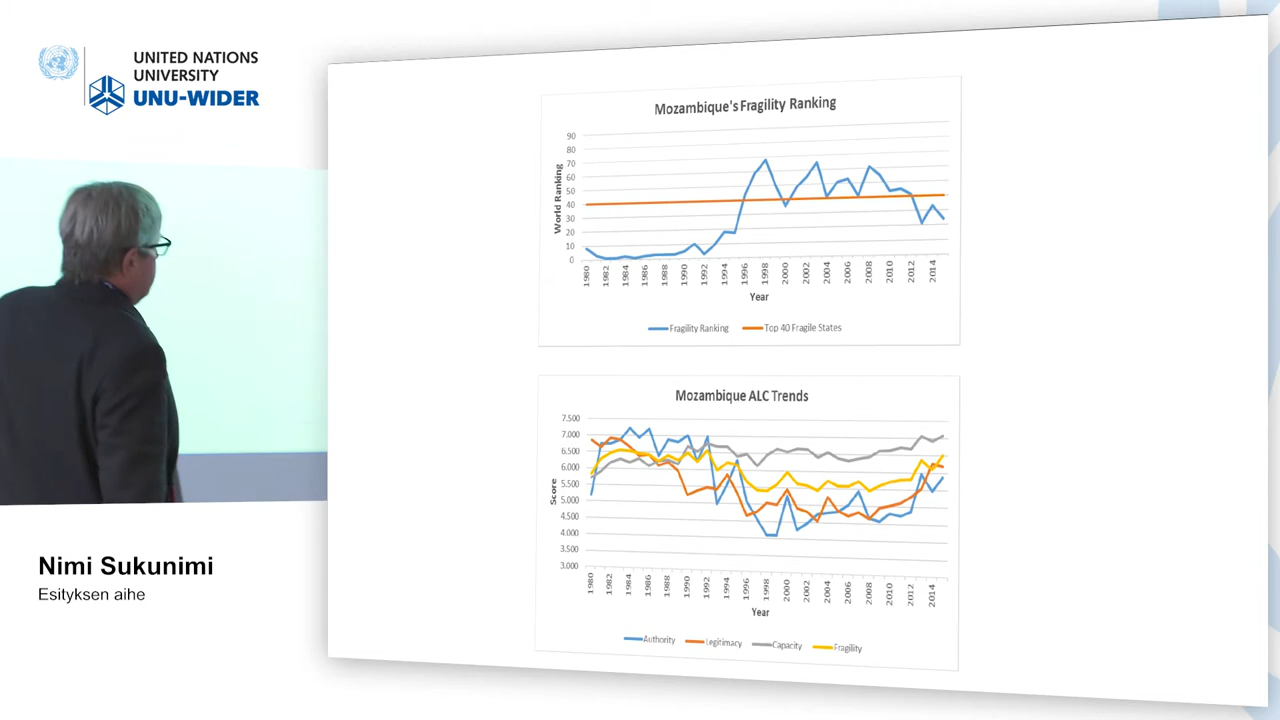 UNITED NATIONS
UNIVERSITY
UNU-WIDER
Nimi Sukunimi
Esityksen aihe
Mozambique's Fragility Ranking
World Ranking
90
80
70
60
50
40
30
20
10
0
1980 1982 1984 1986 1988 1990 1992 1994 1996 1998 2000 2002 2004 2006 2008 2010 2012 2014
Year
Fragility Ranking Top 40 Fragile States
Mozambique ALC Trends
Score
7.500
7.000
6.500
6.000
5.500
5.000
4.500
4.000
3.500
3.000
1980 1982 1984 1986 1988 1990 1992 1994 1996 1998 2000 2002 2004 2006 2008 2010 2012 2014
Year
Authority Legitimacy Capacity Fragility